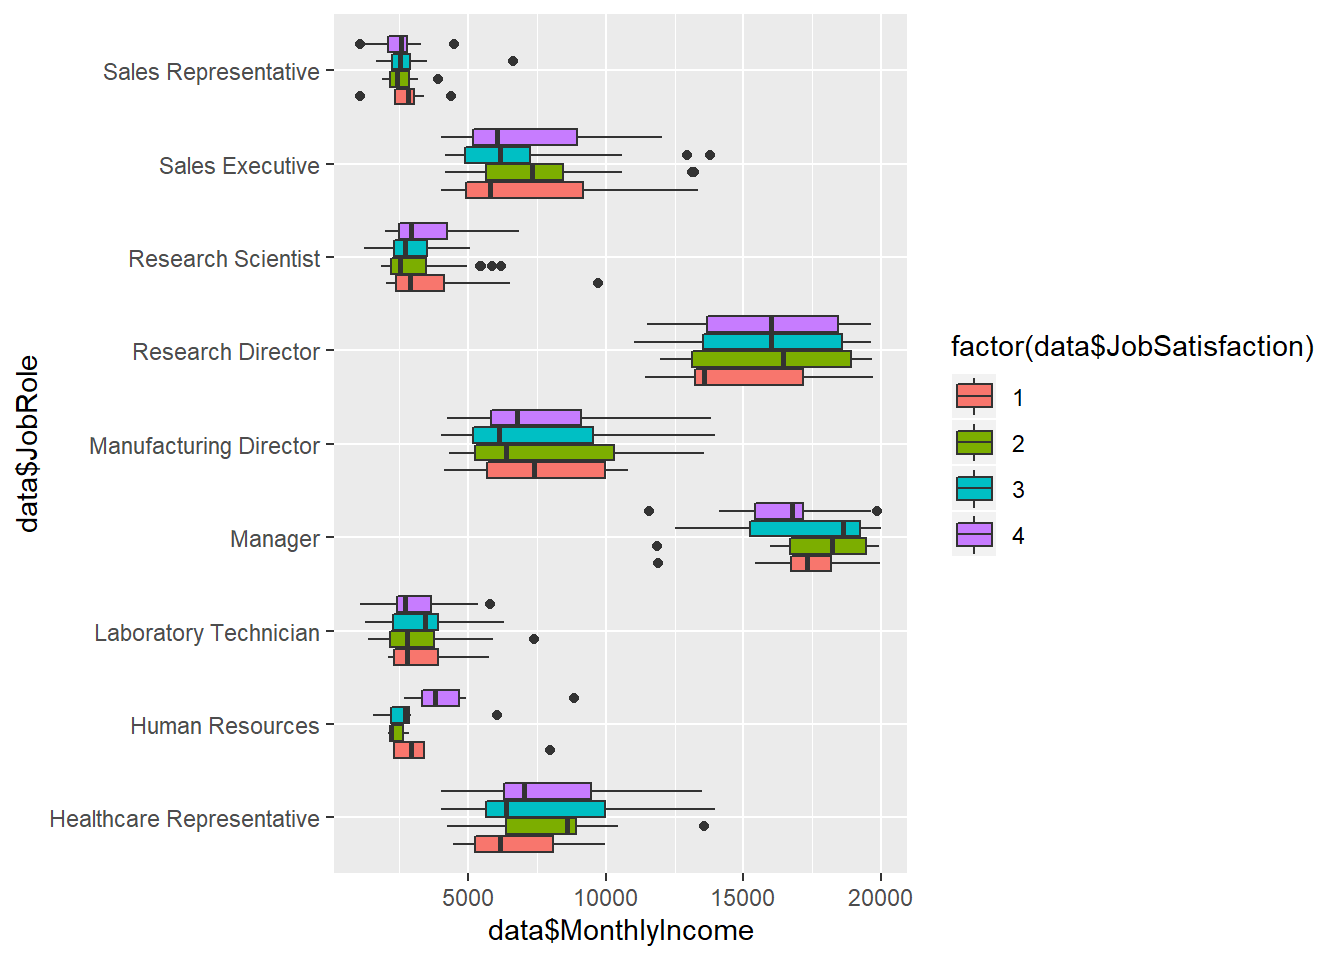 Sales Representative
Sales Executive
Research Scientist
Research Director
Manufacturing Director
Manager
Laboratory Technician
Human Resources
Healthcare Representative
data$JobRole
5000 10000 15000 20000
data$MonthlyIncome
factor(data$JobSatisfaction)
1
2
3
4